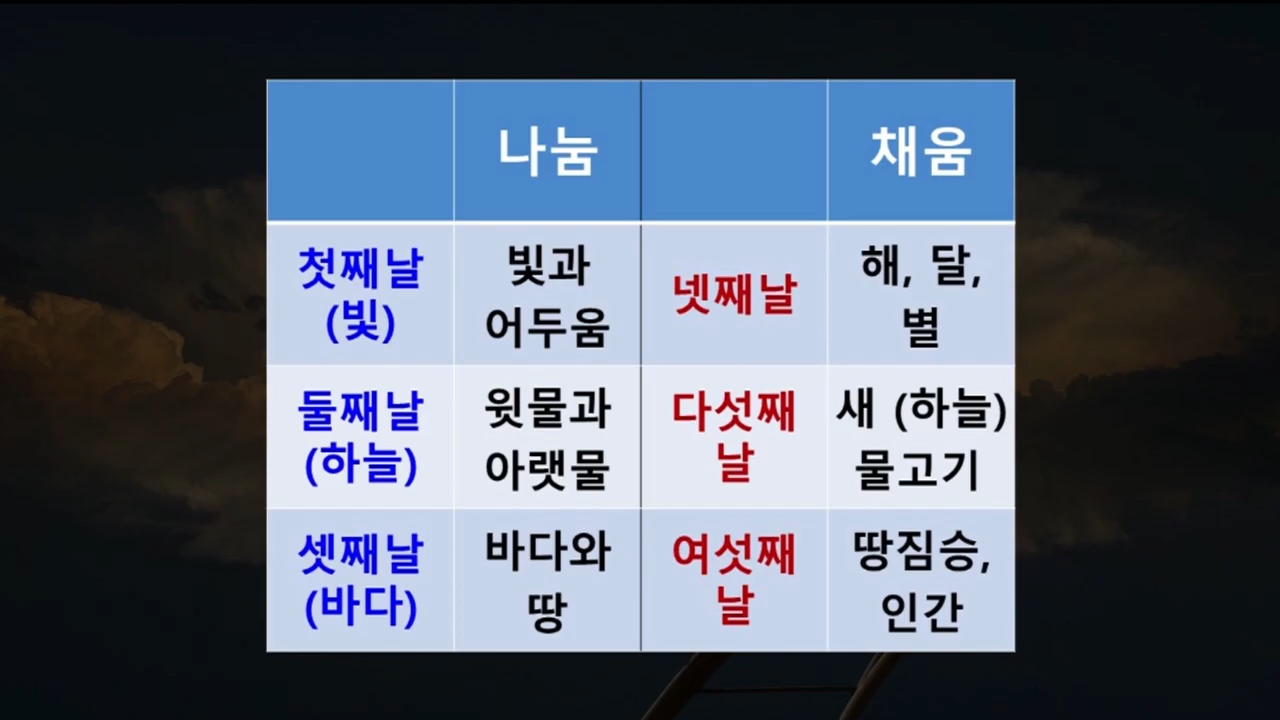 나눔
채움
첫째날
(빛)
빛과
어두움
넷째날
해, 달,
별
둘째날
(하늘)
윗물과
아랫물
다섯째
날
새 (하늘)
물고기
셋째날
(바다)
바다와
땅
여섯째
날
땅짐승,
인간